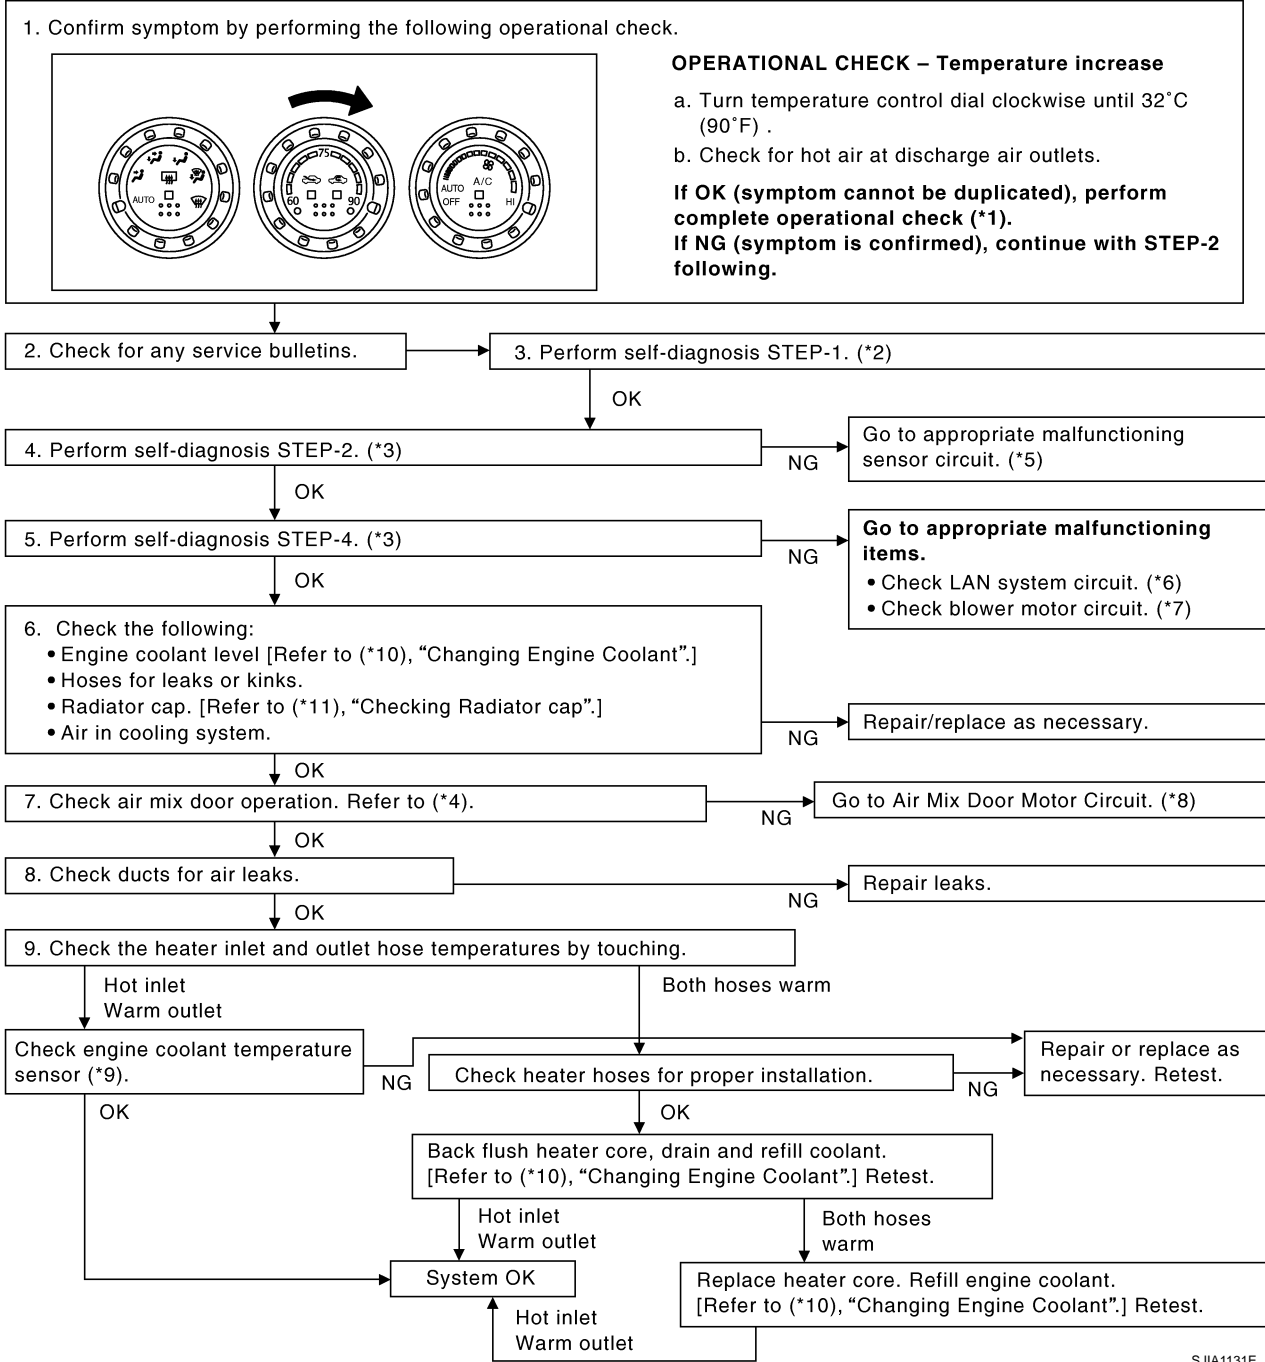 1. Confirm symptom by performing the following operational check.
OPERATIONAL CHECK – Temperature increase
a. Turn temperature control dial clockwise until 32˚C
(90˚F) .
b. Check for hot air at discharge air outlets.
If OK (symptom cannot be duplicated), perform
complete operational check (*1).
If NG (symptom is confirmed), continue with STEP-2
following.
AUTO
75
60
90
A/C
AUTO
OFF
HI
2. Check for any service bulletins.
3. Perform self-diagnosis STEP-1. (*2)
OK
4. Perform self-diagnosis STEP-2. (*3)
NG
Go to appropriate malfunctioning
sensor circuit. (*5)
OK
5. Perform self-diagnosis STEP-4. (*3)
NG
Go to appropriate malfunctioning
items.
• Check LAN system circuit. (*6)
• Check blower motor circuit. (*7)
OK
6. Check the following:
• Engine coolant level [Refer to (*10), “Changing Engine Coolant”.]
• Hoses for leaks or kinks.
• Radiator cap. [Refer to (*11), “Checking Radiator cap”.]
• Air in cooling system.
NG
Repair/replace as necessary.
OK
7. Check air mix door operation. Refer to (*4).
NG
Go to Air Mix Door Motor Circuit. (*8)
OK
8. Check ducts for air leaks.
NG
Repair leaks.
OK
9. Check the heater inlet and outlet hose temperatures by touching.
Hot inlet
Warm outlet
Both hoses warm
Check engine coolant temperature
sensor (*9).
NG
Check heater hoses for proper installation.
NG
Repair or replace as
necessary. Retest.
OK
OK
Back flush heater core, drain and refill coolant.
[Refer to (*10), “Changing Engine Coolant”.] Retest.
Hot inlet
Warm outlet
Both hoses
warm
System OK
Replace heater core. Refill engine coolant.
[Refer to (*10), “Changing Engine Coolant”.] Retest.
Hot inlet
Warm outlet
SJIA1131E